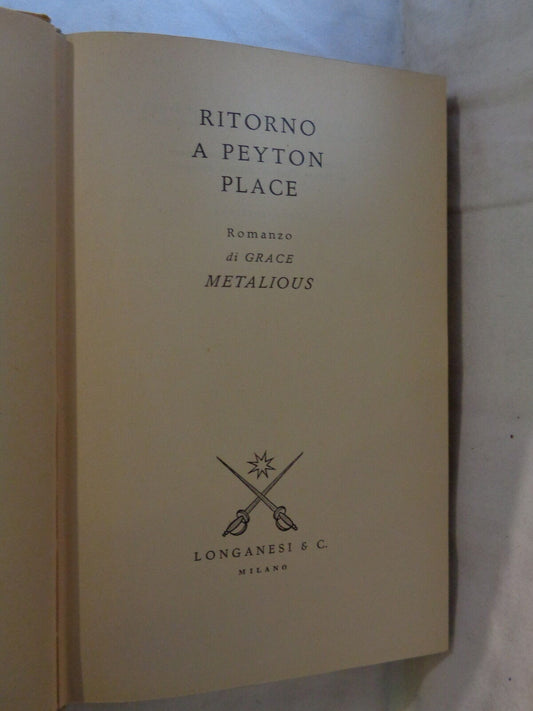 RITORNO
A PEYTON
PLACE
Romanzo
di GRACE
METALIOUS
LONGANESI & C.
MILANO